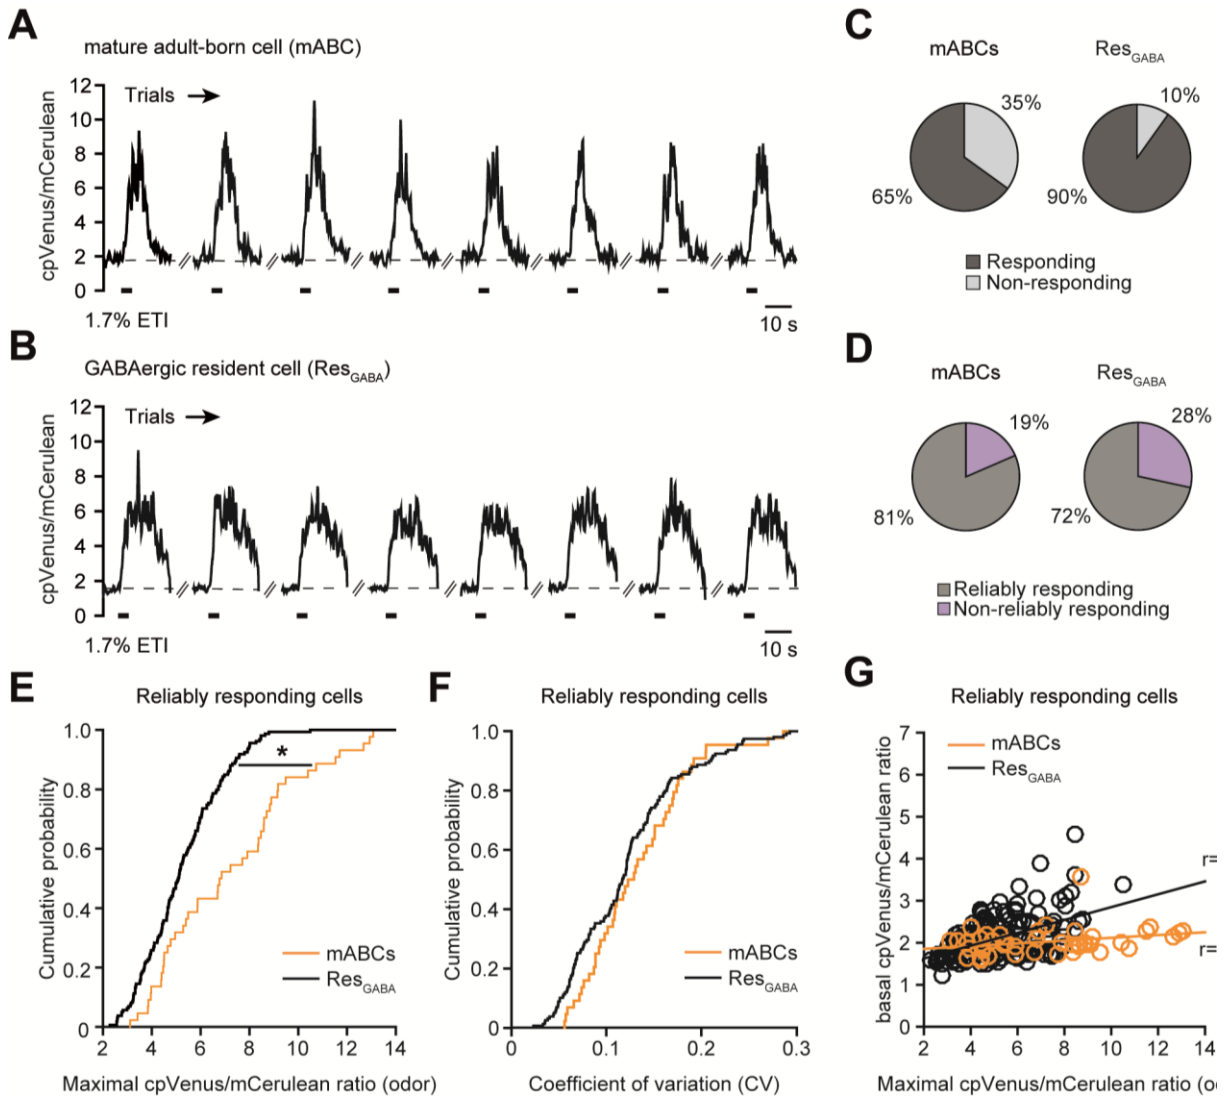 A
mature adult-born cell (mABC)
cpVenus/mCerulean
12
10
8
6
4
2
0
Trials
1.7% ETI
10 s
B
GABAergic resident cell (ResGABA)
cpVenus/mCerulean
12
10
8
6
4
2
0
Trials
1.7% ETI
10 s
C
mABCs
ResGABA
35%
65%
10%
90%
Responding
Non-responding
D
mABCs
ResGABA
19%
81%
28%
72%
Reliably responding
Non-reliably responding
E
Reliably responding cells
Cumulative probability
1.0
0.8
0.6
0.4
0.2
0
*
mABCs
ResGABA
2 4 6 8 10 12 14
Maximal cpVenus/mCerulean ratio (odor)
F
Reliably responding cells
Cumulative probability
1.0
0.8
0.6
0.4
0.2
0
mABCs
ResGABA
0 0.1 0.2 0.3
Coefficient of variation (CV)
G
Reliably responding cells
basal cpVenus/mCerulean ratio
7
6
5
4
3
2
1
0
mABCs
ResGABA
r=
r=
2 4 6 8 10 12 14
Maximal cpVenus/mCerulean ratio (o